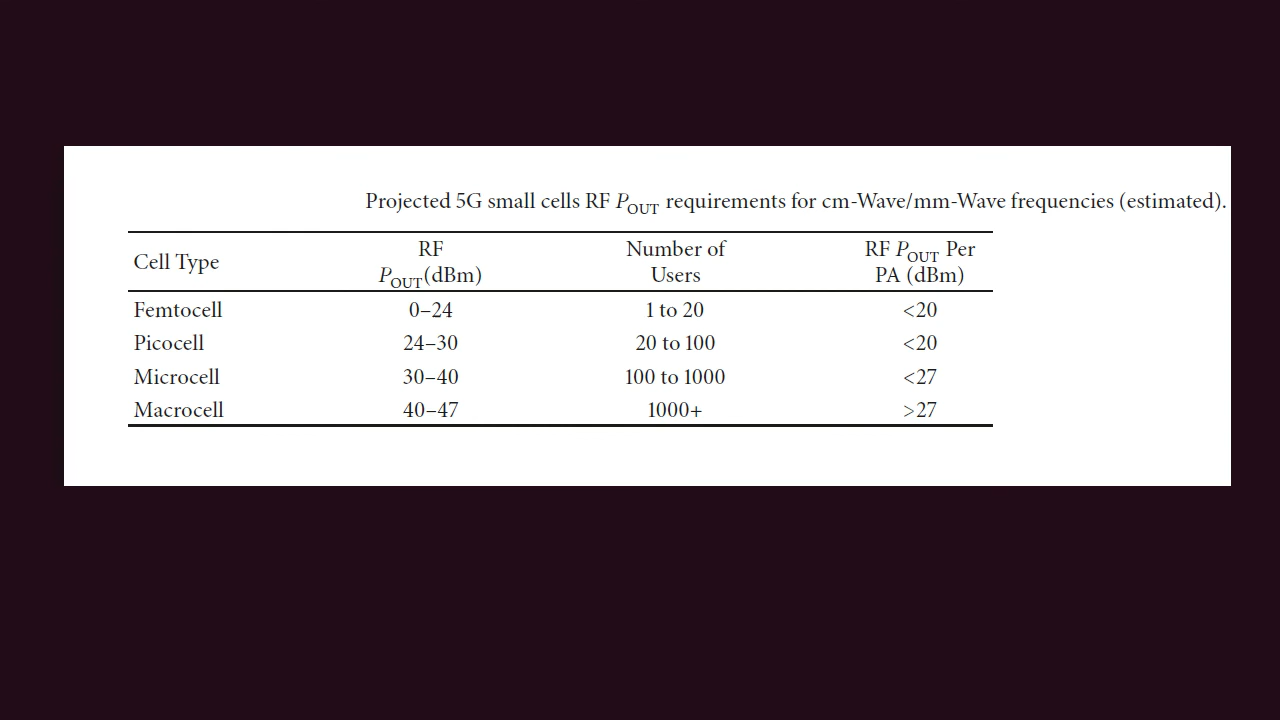 Projected 5G small cells RF POUT requirements for cm-Wave/mm-Wave frequencies (estimated).
Cell Type RF POUT(dBm) Number of Users RF POUT Per PA (dBm)
Femtocell 0–24 1 to 20 <20
Picocell 24–30 20 to 100 <20
Microcell 30–40 100 to 1000 <27
Macrocell 40–47 1000+ >27